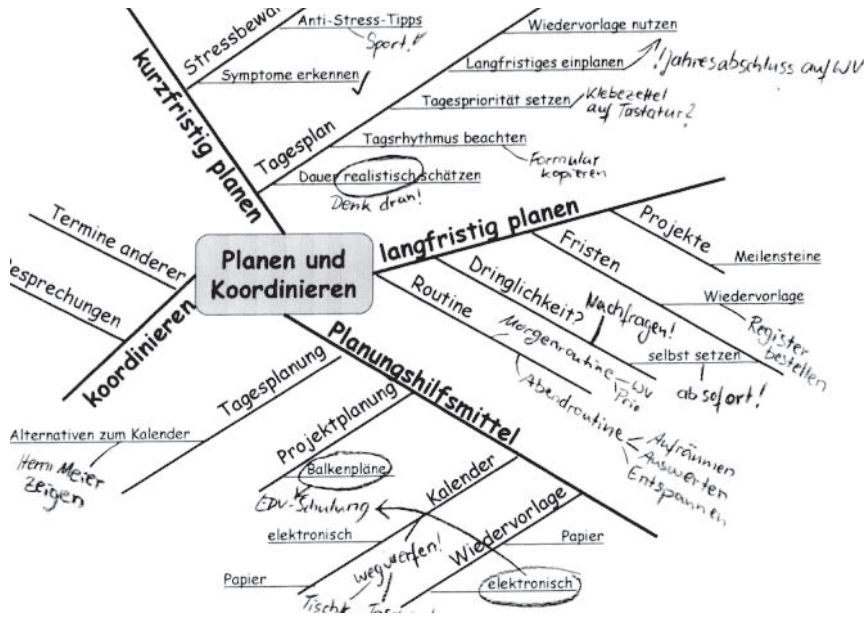 Planen und
Koordinieren
kurzfristig planen
Anti-Stress-Tipps
Sport!
Symptome erkennen
Tagesplan
Wiedervorlage nutzen
Langfristiges einplanen
! Jahresabschluss auf WV
Tagespriorität setzen
Klebezettel
auf Tastatur?
Tagsrhythmus beachten
Formular
kopieren
Dauer realistisch schätzen
Denk dran!
langfristig planen
Projekte
Meilensteine
Fristen
Wiedervorlage
Register
bestellen
selbst setzen
ab sofort!
Dringlichkeit?
Nachfragen!
Routine
Morgenroutine
WV
Prio
Abendroutine
Aufräumen
Auswerten
Entspannen
Planungshilfsmittel
Tagesplanung
Alternativen zum Kalender
Herrn Meier
zeigen
Projektplanung
Balkenpläne
EDV-Schulung
Kalender
elektronisch
Papier
wegwerfen!
Wiedervorlage
Papier
elektronisch
koordinieren
Termine anderer